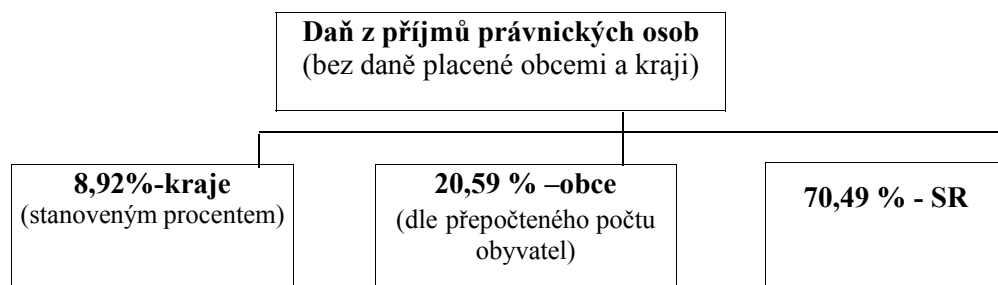 Daň z příjmů právnických osob
(bez daně placené obcemi a kraji)
8,92%-kraje
(stanoveným procentem)
20,59 % –obce
(dle přepočteného počtu
obyvatel)
70,49 % - SR